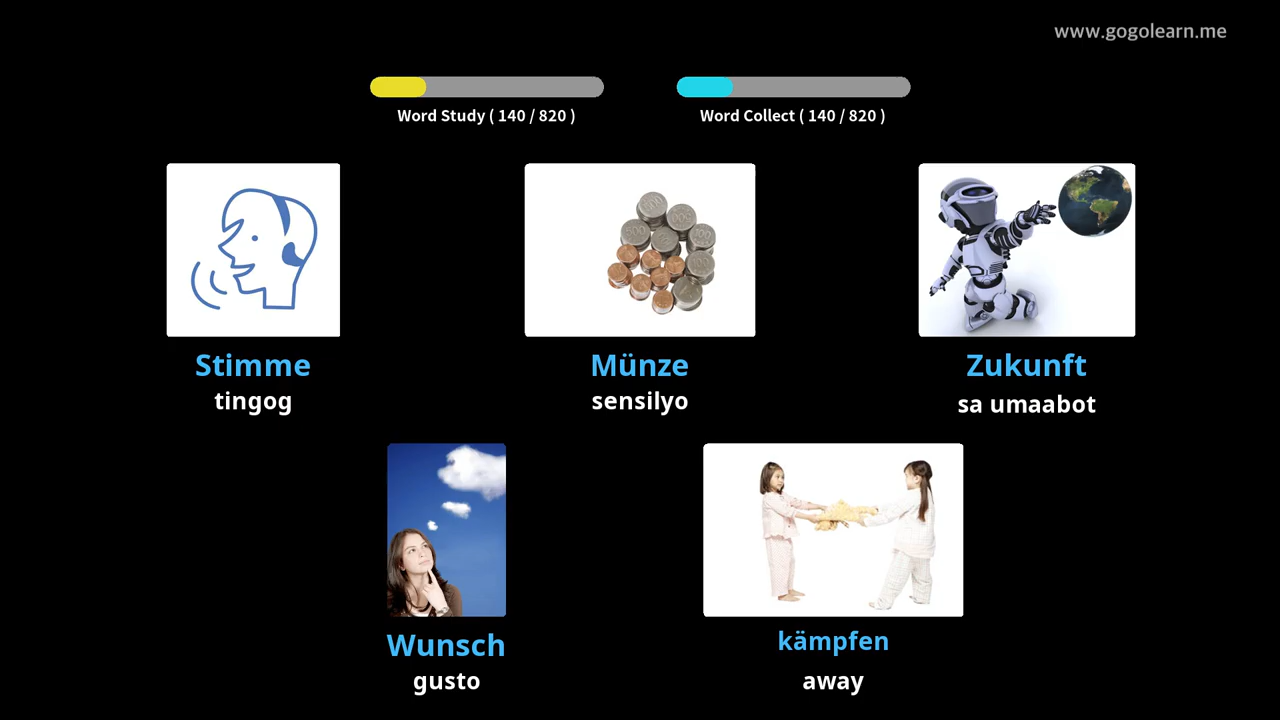 www.gogolearn.me
Word Study ( 140 / 820 )
Word Collect ( 140 / 820 )
Stimme
tingog
Münze
sensilyo
Zukunft
sa umaabot
Wunsch
gusto
kämpfen
away